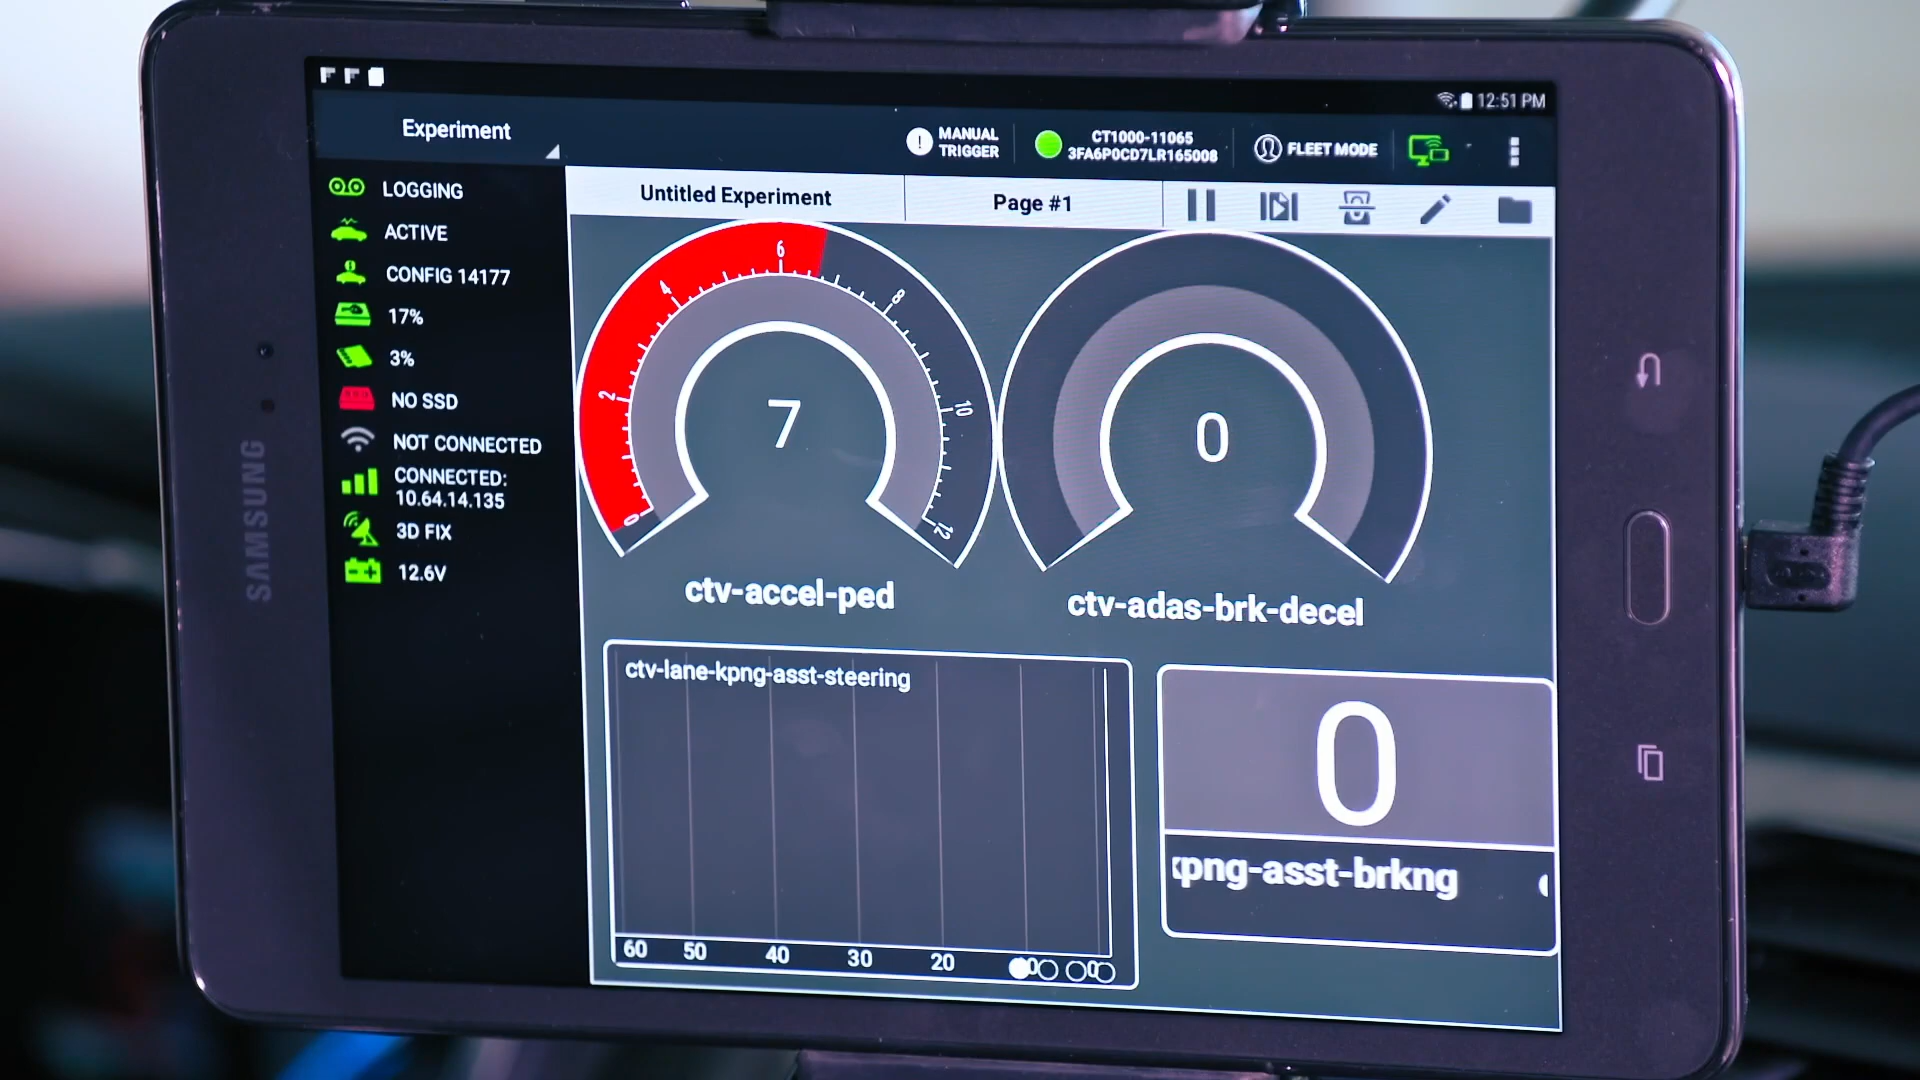 12:51 PM
Experiment
! MANUAL
TRIGGER
CT1000-11065
3FA6P0CD7LR165008
FLEET MODE
LOGGING
ACTIVE
CONFIG 14177
17%
3%
NO SSD
NOT CONNECTED
CONNECTED:
10.64.14.135
3D FIX
12.6V
Untitled Experiment
Page #1
0 2 4 6 8 10 12
7
ctv-accel-ped
0
ctv-adas-brk-decel
ctv-lane-kpng-asst-steering
60 50 40 30 20 0
0
kpng-asst-brkng
SAMSUNG